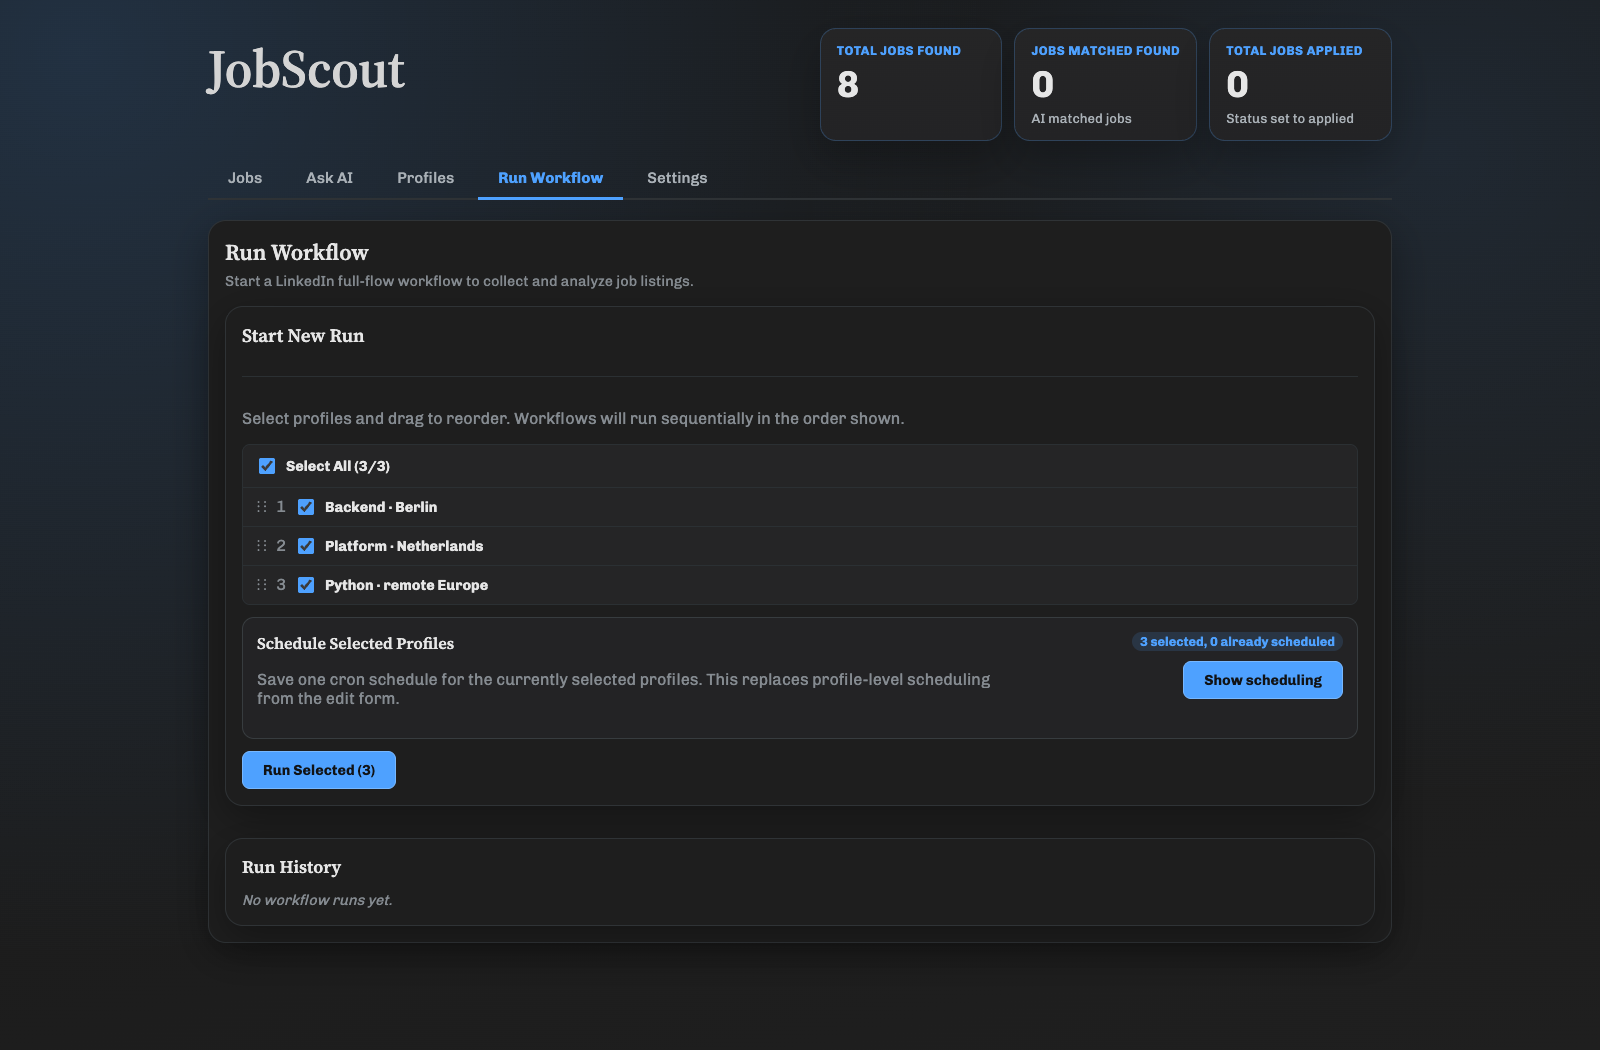 JobScout
TOTAL JOBS FOUND
8
JOBS MATCHED FOUND
0
AI matched jobs
TOTAL JOBS APPLIED
0
Status set to applied
Jobs
Ask AI
Profiles
Run Workflow
Settings
Run Workflow
Start a LinkedIn full-flow workflow to collect and analyze job listings.
Start New Run
Select profiles and drag to reorder. Workflows will run sequentially in the order shown.
Select All (3/3)
1 Backend · Berlin
2 Platform · Netherlands
3 Python · remote Europe
Schedule Selected Profiles
3 selected, 0 already scheduled
Save one cron schedule for the currently selected profiles. This replaces profile-level scheduling
from the edit form.
Show scheduling
Run Selected (3)
Run History
No workflow runs yet.